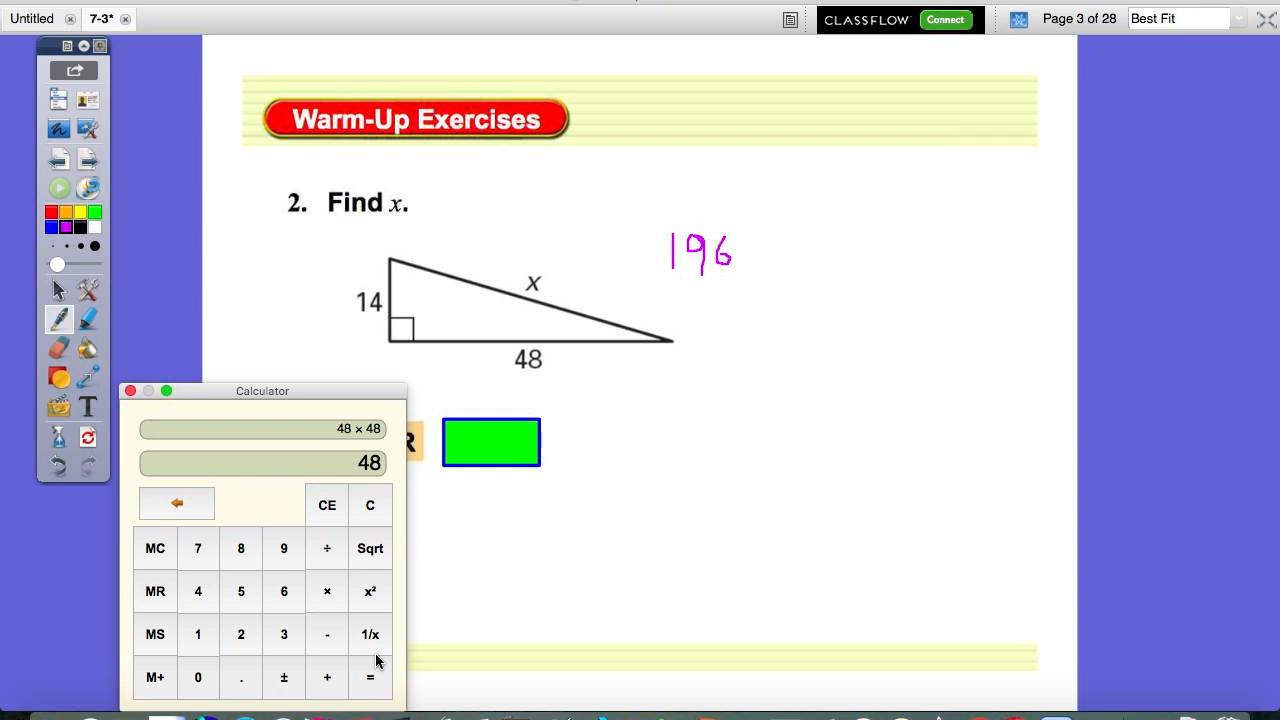 Untitled
7-3*
CLASSFLOW Connect
Page 3 of 28
Best Fit
Warm-Up Exercises
2. Find x.
196
14
x
48
T
R
Calculator
48 × 48
48
CE C
MC 7 8 9 ÷ Sqrt
MR 4 5 6 × x²
MS 1 2 3 - 1/x
M+ 0 . ± + =